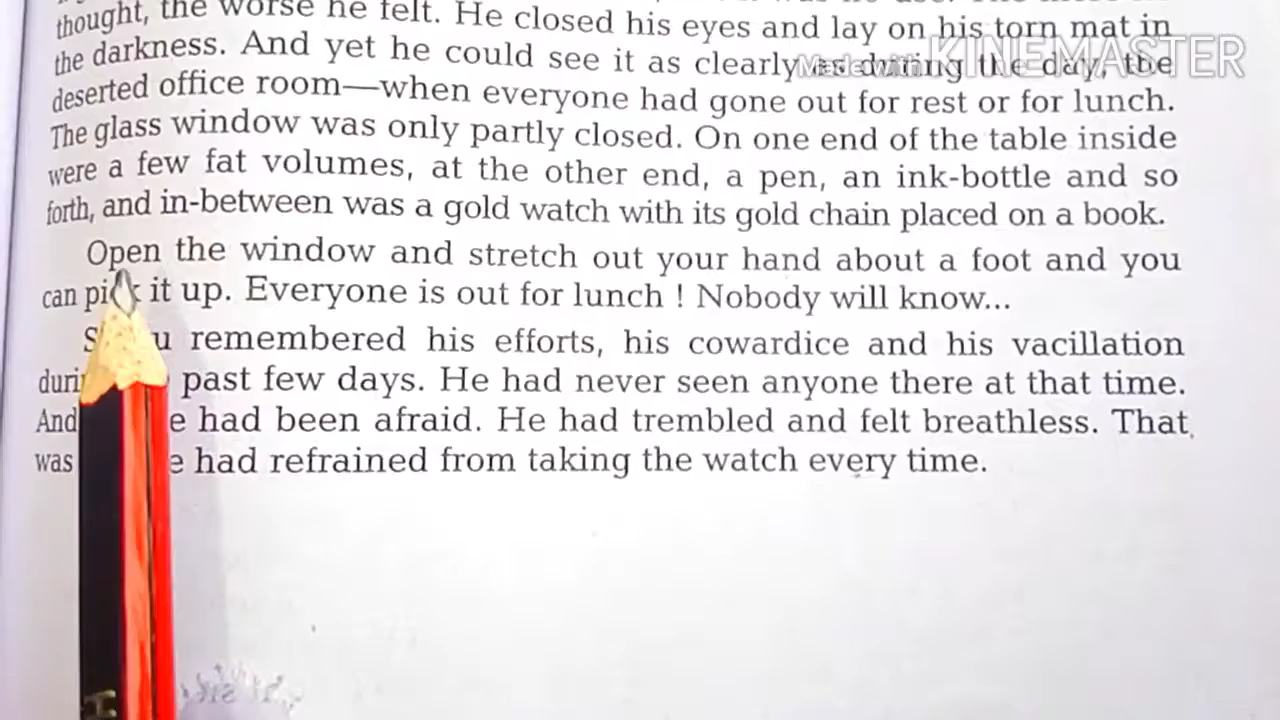 thought, the worse he felt. He closed his eyes and lay on his torn mat in
the darkness. And yet he could see it as clearly as during the day, the
Made with KINEMASTER
deserted office room—when everyone had gone out for rest or for lunch.
The glass window was only partly closed. On one end of the table inside
were a few fat volumes, at the other end, a pen, an ink-bottle and so
forth, and in-between was a gold watch with its gold chain placed on a book.
Open the window and stretch out your hand about a foot and you
can pick it up. Everyone is out for lunch ! Nobody will know...
remembered his efforts, his cowardice and his vacillation
past few days. He had never seen anyone there at that time.
And had been afraid. He had trembled and felt breathless. That
was had refrained from taking the watch every time.